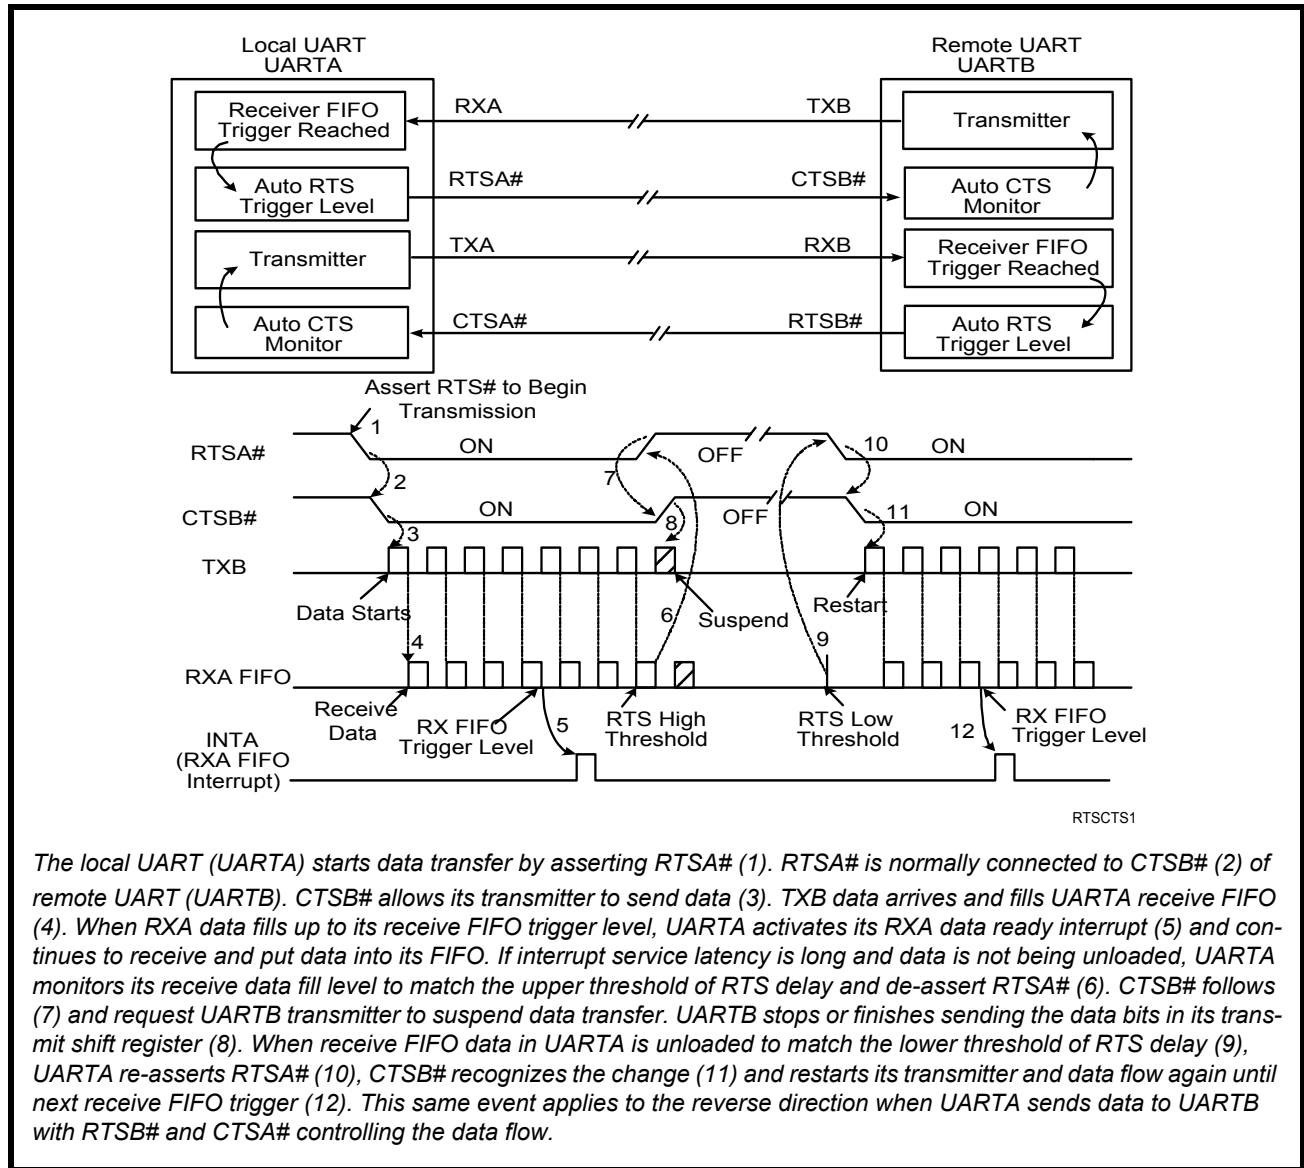 Local UART
UARTA
Remote UART
UARTB
Receiver FIFO
Trigger Reached
RXA
TXB
Transmitter
Auto RTS
Trigger Level
RTSA#
CTSB#
Auto CTS
Monitor
Transmitter
TXA
RXB
Receiver FIFO
Trigger Reached
Auto CTS
Monitor
CTSA#
RTSB#
Auto RTS
Trigger Level
Assert RTS# to Begin
Transmission
1
RTSA#
ON
OFF
ON
2
7
10
CTSB#
ON
OFF
ON
3
8
11
TXB
Data Starts
6
Suspend
Restart
4
9
RXA FIFO
Receive
Data
RX FIFO
Trigger Level
5
RTS High
Threshold
RTS Low
Threshold
12
RX FIFO
Trigger Level
INTA
(RXA FIFO
Interrupt)
RTSCTS1
The local UART (UARTA) starts data transfer by asserting RTSA# (1). RTSA# is normally connected to CTSB# (2) of
remote UART (UARTB). CTSB# allows its transmitter to send data (3). TXB data arrives and fills UARTA receive FIFO
(4). When RXA data fills up to its receive FIFO trigger level, UARTA activates its RXA data ready interrupt (5) and con-
tinues to receive and put data into its FIFO. If interrupt service latency is long and data is not being unloaded, UARTA
monitors its receive data fill level to match the upper threshold of RTS delay and de-assert RTSA# (6). CTSB# follows
(7) and request UARTB transmitter to suspend data transfer. UARTB stops or finishes sending the data bits in its trans-
mit shift register (8). When receive FIFO data in UARTA is unloaded to match the lower threshold of RTS delay (9),
UARTA re-asserts RTSA# (10), CTSB# recognizes the change (11) and restarts its transmitter and data flow again until
next receive FIFO trigger (12). This same event applies to the reverse direction when UARTA sends data to UARTB
with RTSB# and CTSA# controlling the data flow.